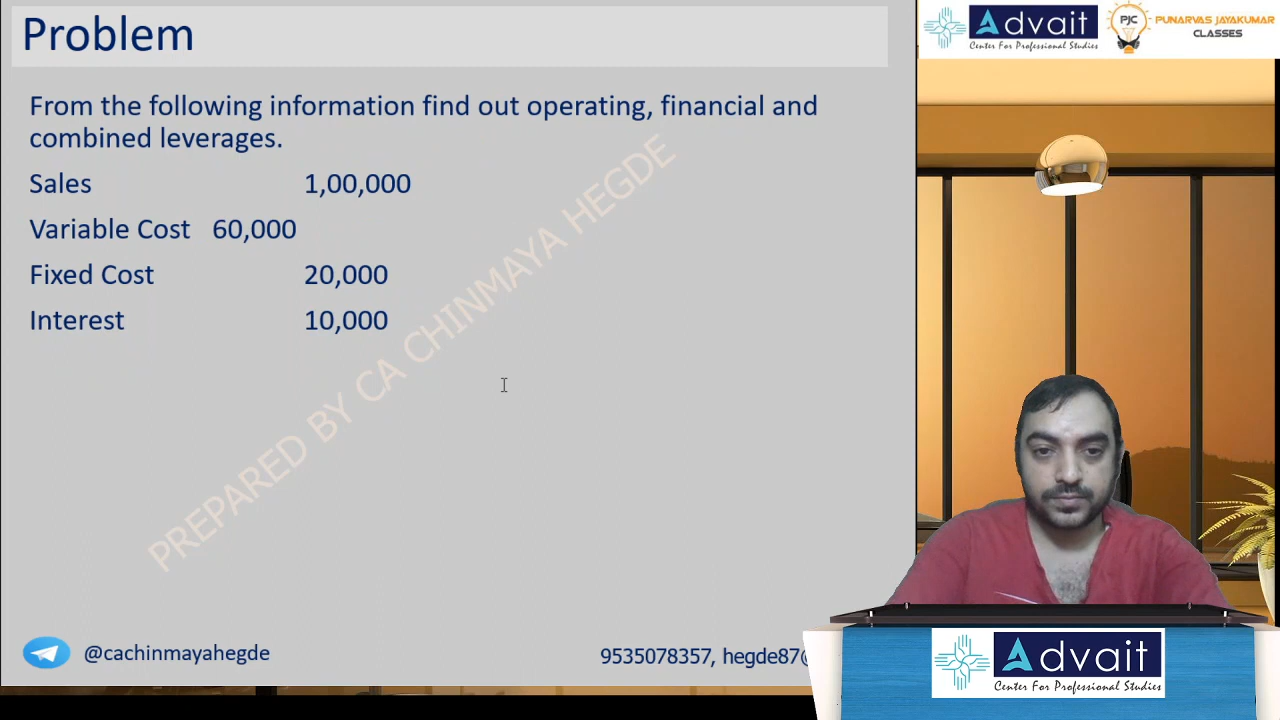 Problem
Advait
Center For Professional Studies
PJC
PUNARVAS JAYAKUMAR
CLASSES
From the following information find out operating, financial and
combined leverages.
Sales 1,00,000
Variable Cost 60,000
Fixed Cost 20,000
Interest 10,000
PREPARED BY CA CHINMAYA HEGDE
@cachinmayahegde
9535078357, hegde87@
Advait
Center For Professional Studies